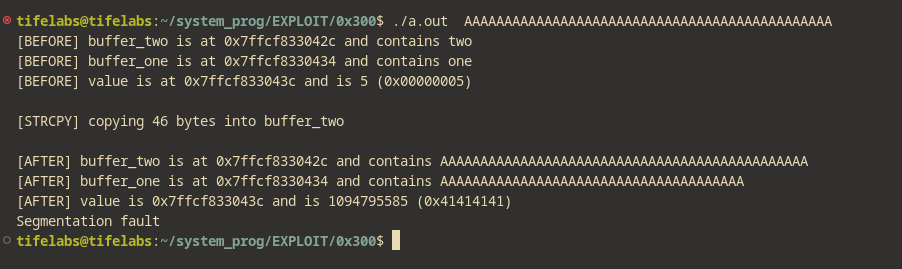 tifelabs@tifelabs:~/system_prog/EXPLOIT/0x300$ ./a.out  AAAAAAAAAAAAAAAAAAAAAAAAAAAAAAAAAAAAAAAAAAAAAA
[BEFORE] buffer_two is at 0x7ffcf833042c and contains two
[BEFORE] buffer_one is at 0x7ffcf8330434 and contains one
[BEFORE] value is at 0x7ffcf833043c and is 5 (0x00000005)

[STRCPY] copying 46 bytes into buffer_two

[AFTER] buffer_two is at 0x7ffcf833042c and contains AAAAAAAAAAAAAAAAAAAAAAAAAAAAAAAAAAAAAAAAAAAAAA
[AFTER] buffer_one is at 0x7ffcf8330434 and contains AAAAAAAAAAAAAAAAAAAAAAAAAAAAAAAAAAAAAA
[AFTER] value is 0x7ffcf833043c and is 1094795585 (0x41414141)
Segmentation fault
tifelabs@tifelabs:~/system_prog/EXPLOIT/0x300$